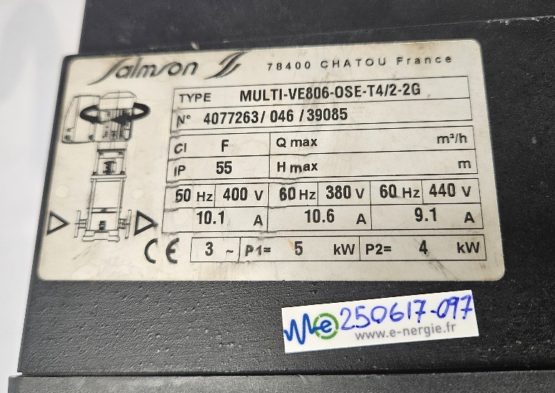 Salmson 78400 CHATOU France
TYPE MULTI-VE806-OSE-T4/2-2G
N° 4077263/ 046 /39085
CI F Q max m³/h
IP 55 H max m
50 Hz 400 V 60 Hz 380 V 60 Hz 440 V
10.1 A 10.6 A 9.1 A
CE 3 ~ P1= 5 kW P2= 4 kW
Me 250617-097
www.e-nergie.fr